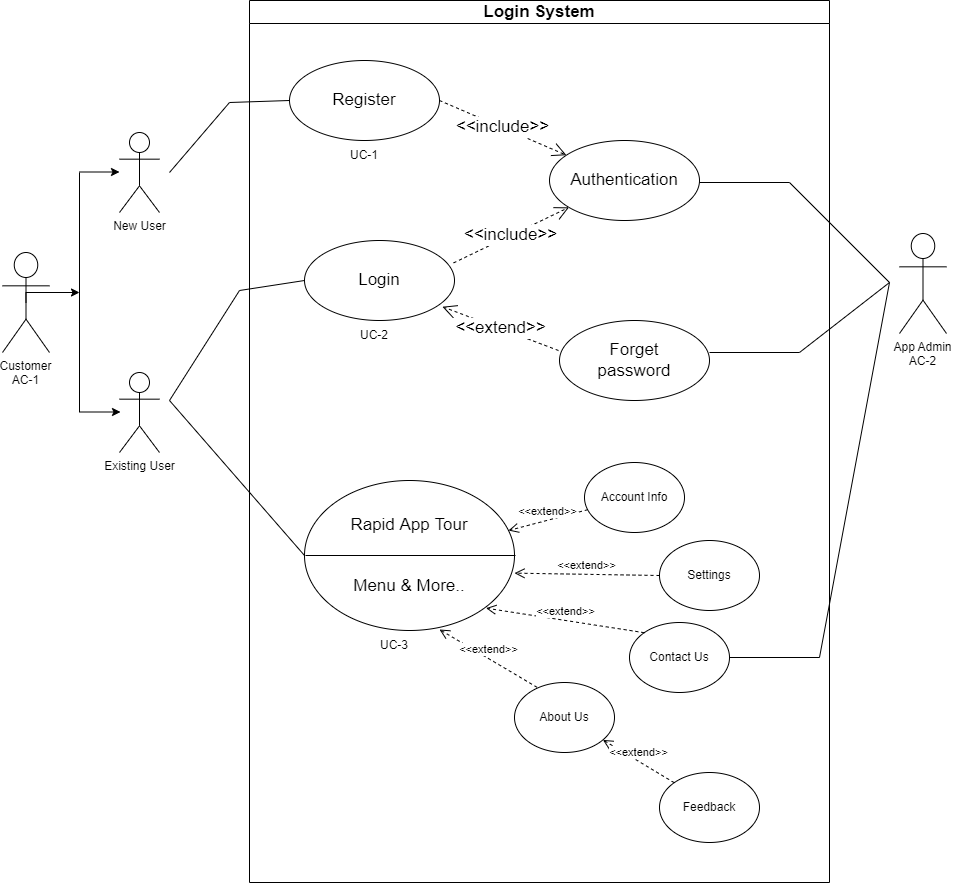 Login System
Register
<<include>>
UC-1
Authentication
New User
<<include>>
Login
UC-2
<<extend>>
Forget
password
Customer
AC-1
App Admin
AC-2
Existing User
Account Info
<<extend>>
Rapid App Tour
<<extend>>
Settings
Menu & More..
<<extend>>
UC-3
<<extend>>
Contact Us
About Us
<<extend>>
Feedback